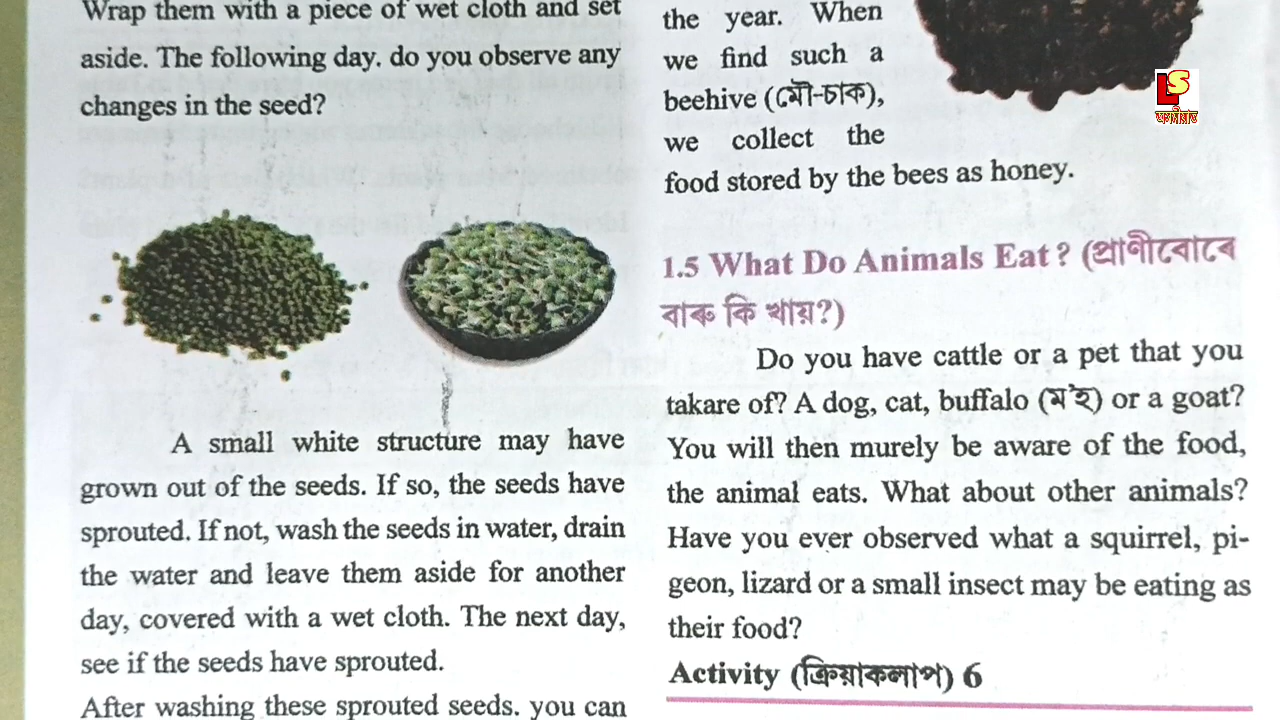 Wrap them with a piece of wet cloth and set
aside. The following day. do you observe any
changes in the seed?
A small white structure may have
grown out of the seeds. If so, the seeds have
sprouted. If not, wash the seeds in water, drain
the water and leave them aside for another
day, covered with a wet cloth. The next day,
see if the seeds have sprouted.
After washing these sprouted seeds. you can
the year. When
we find such a
beehive (মৌ-চাক),
we collect the
food stored by the bees as honey.
1.5 What Do Animals Eat ? (প্ৰাণীবোৰে
বাৰু কি খায়?)
Do you have cattle or a pet that you
takare of? A dog, cat, buffalo (ম'হ) or a goat?
You will then murely be aware of the food,
the animal eats. What about other animals?
Have you ever observed what a squirrel, pi-
geon, lizard or a small insect may be eating as
their food?
Activity (ক্ৰিয়াকলাপ) 6
LS